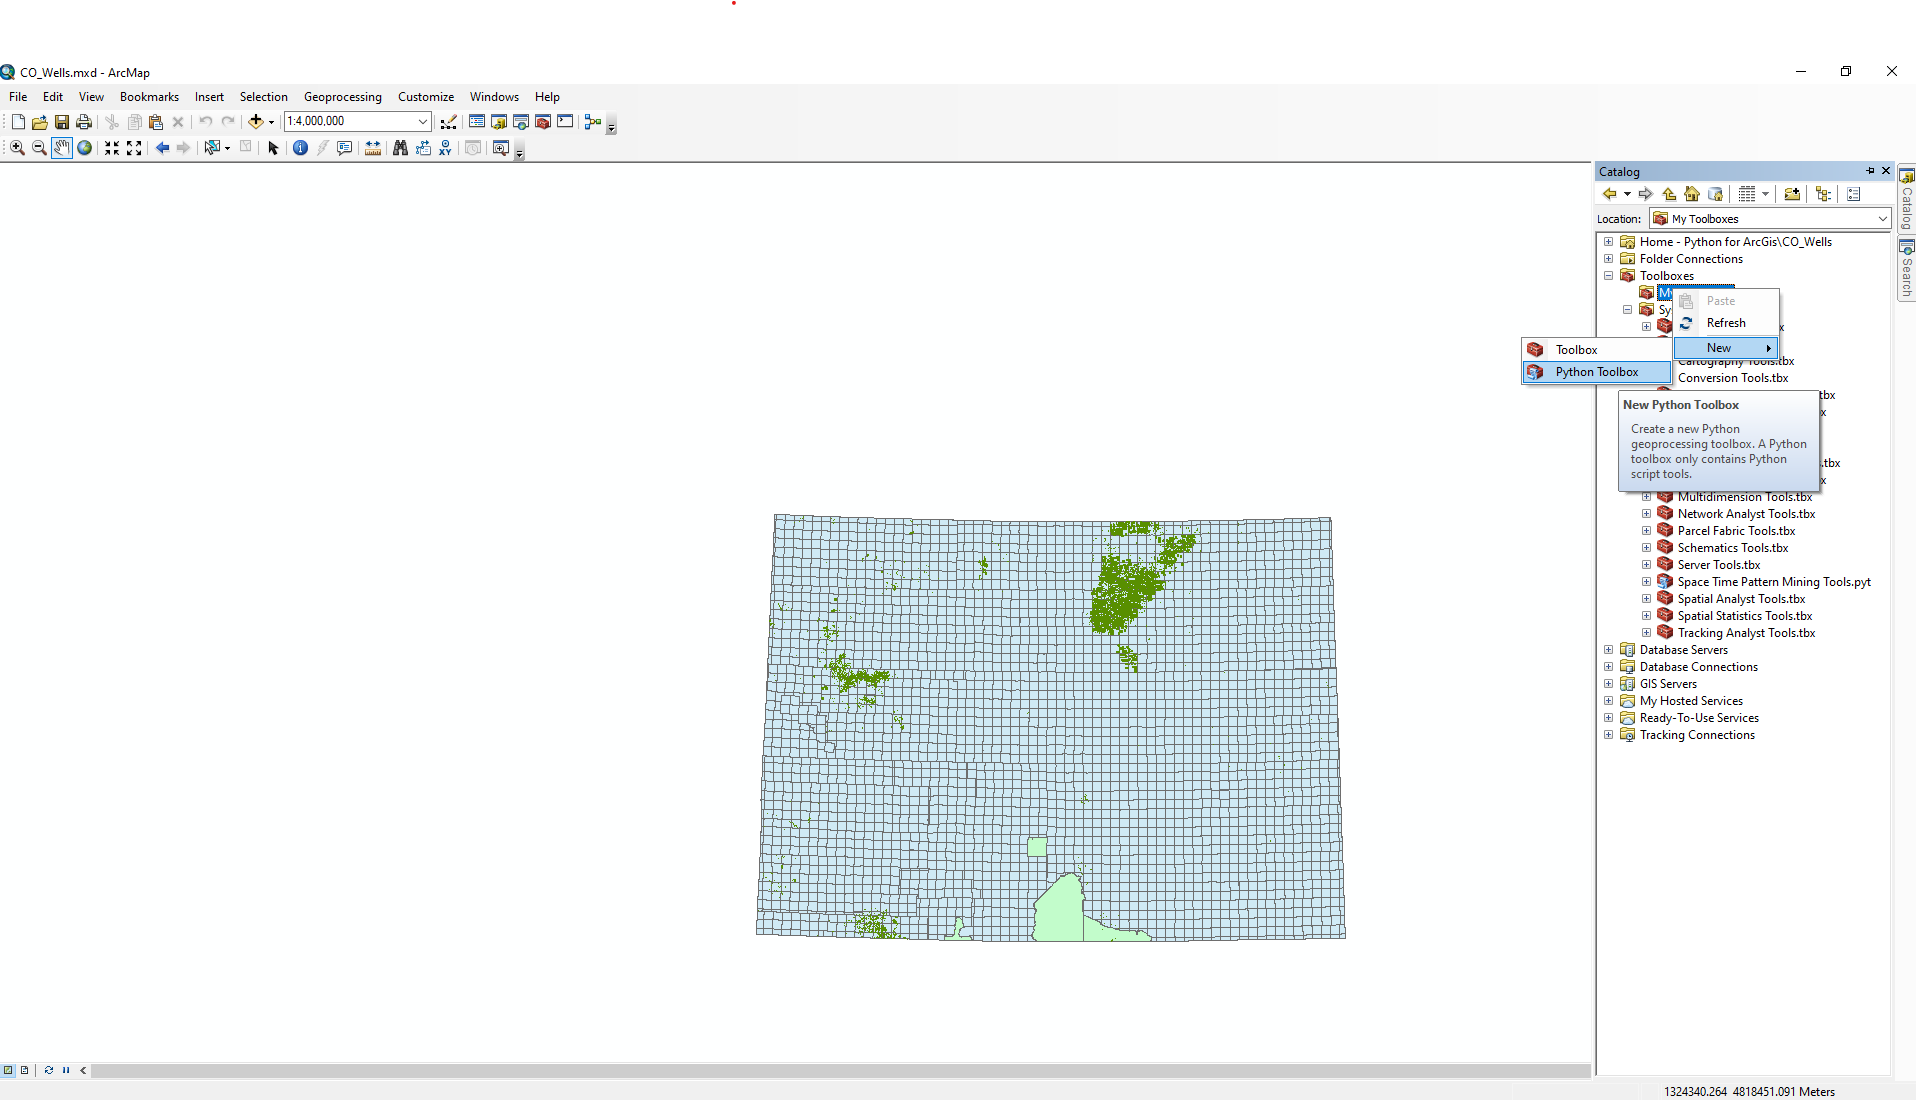 CO_Wells.mxd - ArcMap
File Edit View Bookmarks Insert Selection Geoprocessing Customize Windows Help
1:4,000,000
Catalog
Location: My Toolboxes
Home - Python for ArcGis\CO_Wells
Folder Connections
Toolboxes
Paste
Refresh
New
Toolbox
Python Toolbox
Cartography Tools.tbx
Conversion Tools.tbx
New Python Toolbox
Create a new Python
geoprocessing toolbox. A Python
toolbox only contains Python
script tools.
Multidimension Tools.tbx
Network Analyst Tools.tbx
Parcel Fabric Tools.tbx
Schematics Tools.tbx
Server Tools.tbx
Space Time Pattern Mining Tools.pyt
Spatial Analyst Tools.tbx
Spatial Statistics Tools.tbx
Tracking Analyst Tools.tbx
Database Servers
Database Connections
GIS Servers
My Hosted Services
Ready-To-Use Services
Tracking Connections
Catalog
Search
1324340.264 4818451.091 Meters